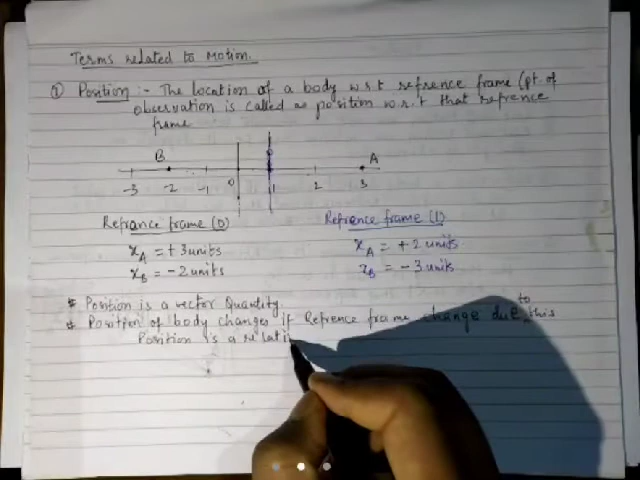 Terms related to Motion.
① Position :- The location of a body w.r.t refrence frame (pt. of
observation is called as position w.r.t that refrence
frame
B A
-3 -2 -1 0 1 2 3
Refrance frame (0) Refrence frame (1)
xA = +3 units xA = +2 units
xB = -2 units xB = -3 units
* Position is a vector Quantity.
* Position of body changes if Refrence frame change due to this
Position is a relati